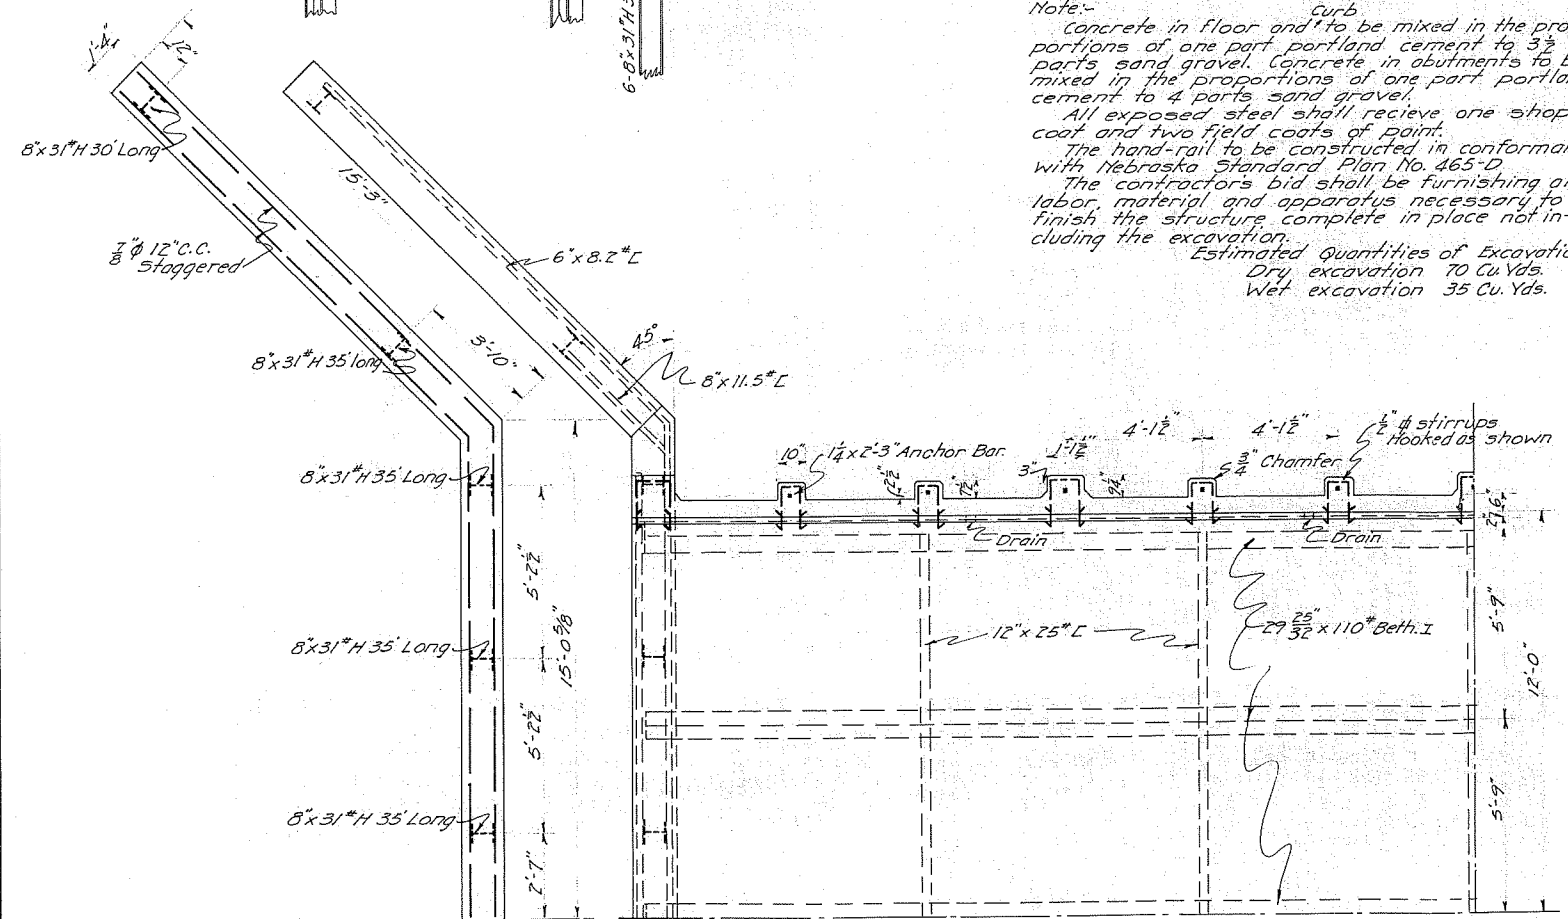 Note:-
Curb
Concrete in floor and to be mixed in the pro-
portions of one part portland cement to 3½
parts sand gravel. Concrete in abutments to
mixed in the proportions of one part
cement to 4 parts sand gravel.
All exposed steel shall recieve one shop
coat and two field coats of paint.
The hand-rail to be constructed in
with Nebraska Standard Plan No. 465-D
The contractor's bid shall be furnishing
labor, material and apparatus necessary to
finish the structure complete in place not in-
cluding the excavation.
Estimated Quantities of
Dry excavation 70 Cu. Yds.
Wet excavation 35 Cu. Yds.
1'-4"
12"
8"x31#H 30' Long
7/8"φ 12"C.C.
Staggered
15'-3"
6"x8.2#[
3'-10"
45°
8"x31#H 35' long
8"x11.5#[
8"x31#H 35' Long
5'-2½"
8"x31#H 35' Long
15'-0⅝"
5'-2½"
8"x31#H 35' Long
2'-7"
10"
1¼ x 2'-3" Anchor Bar.
3"
1'-1½"
4'-1½"
4'-1½"
½"φ stirrups
Hooked as shown
¾" Chamfer
7½"
Drain
Drain
12" x 25#[
29 25/32" x 110# Beth. I
5'-9"
12'-0"
5'-9"